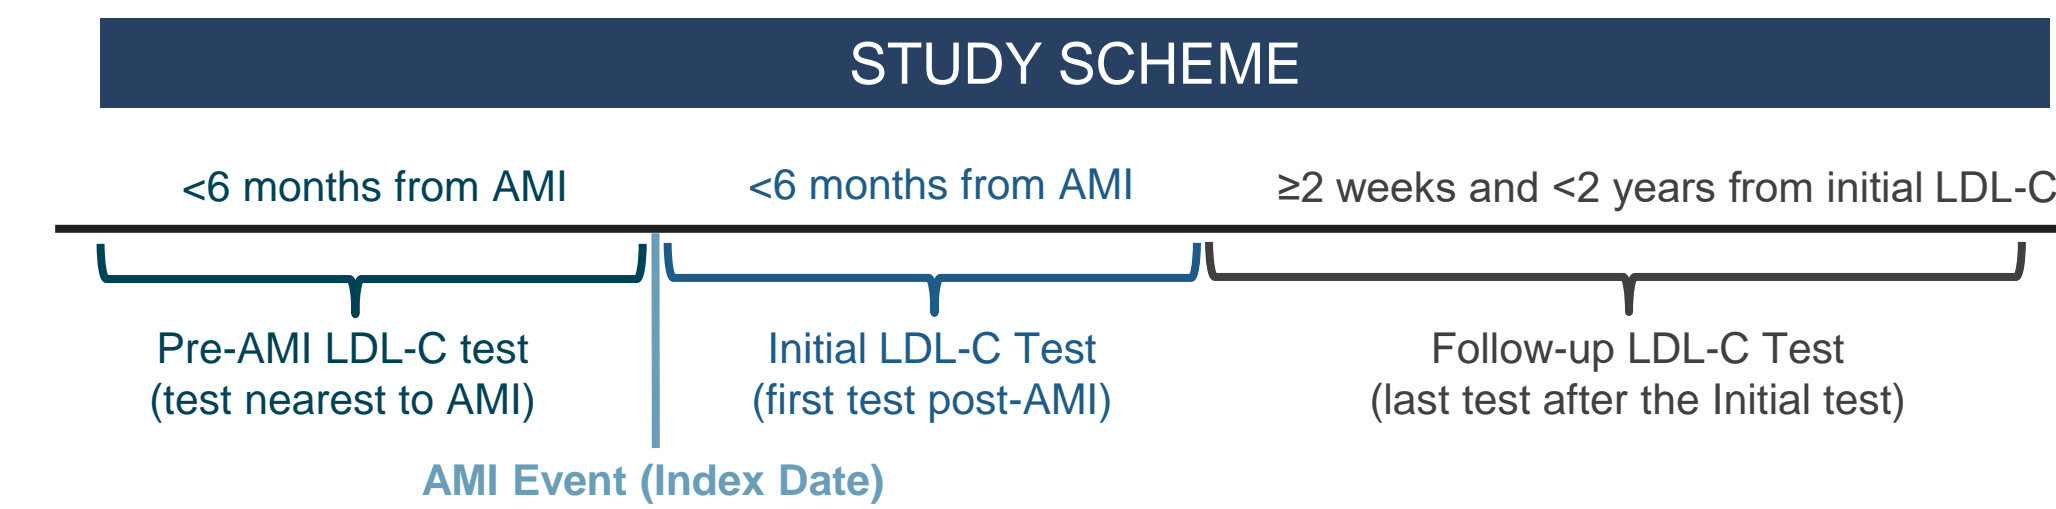 STUDY SCHEME
<6 months from AMI
<6 months from AMI
≥2 weeks and <2 years from initial LDL-C
Pre-AMI LDL-C test
(test nearest to AMI)
Initial LDL-C Test
(first test post-AMI)
Follow-up LDL-C Test
(last test after the Initial test)
AMI Event (Index Date)